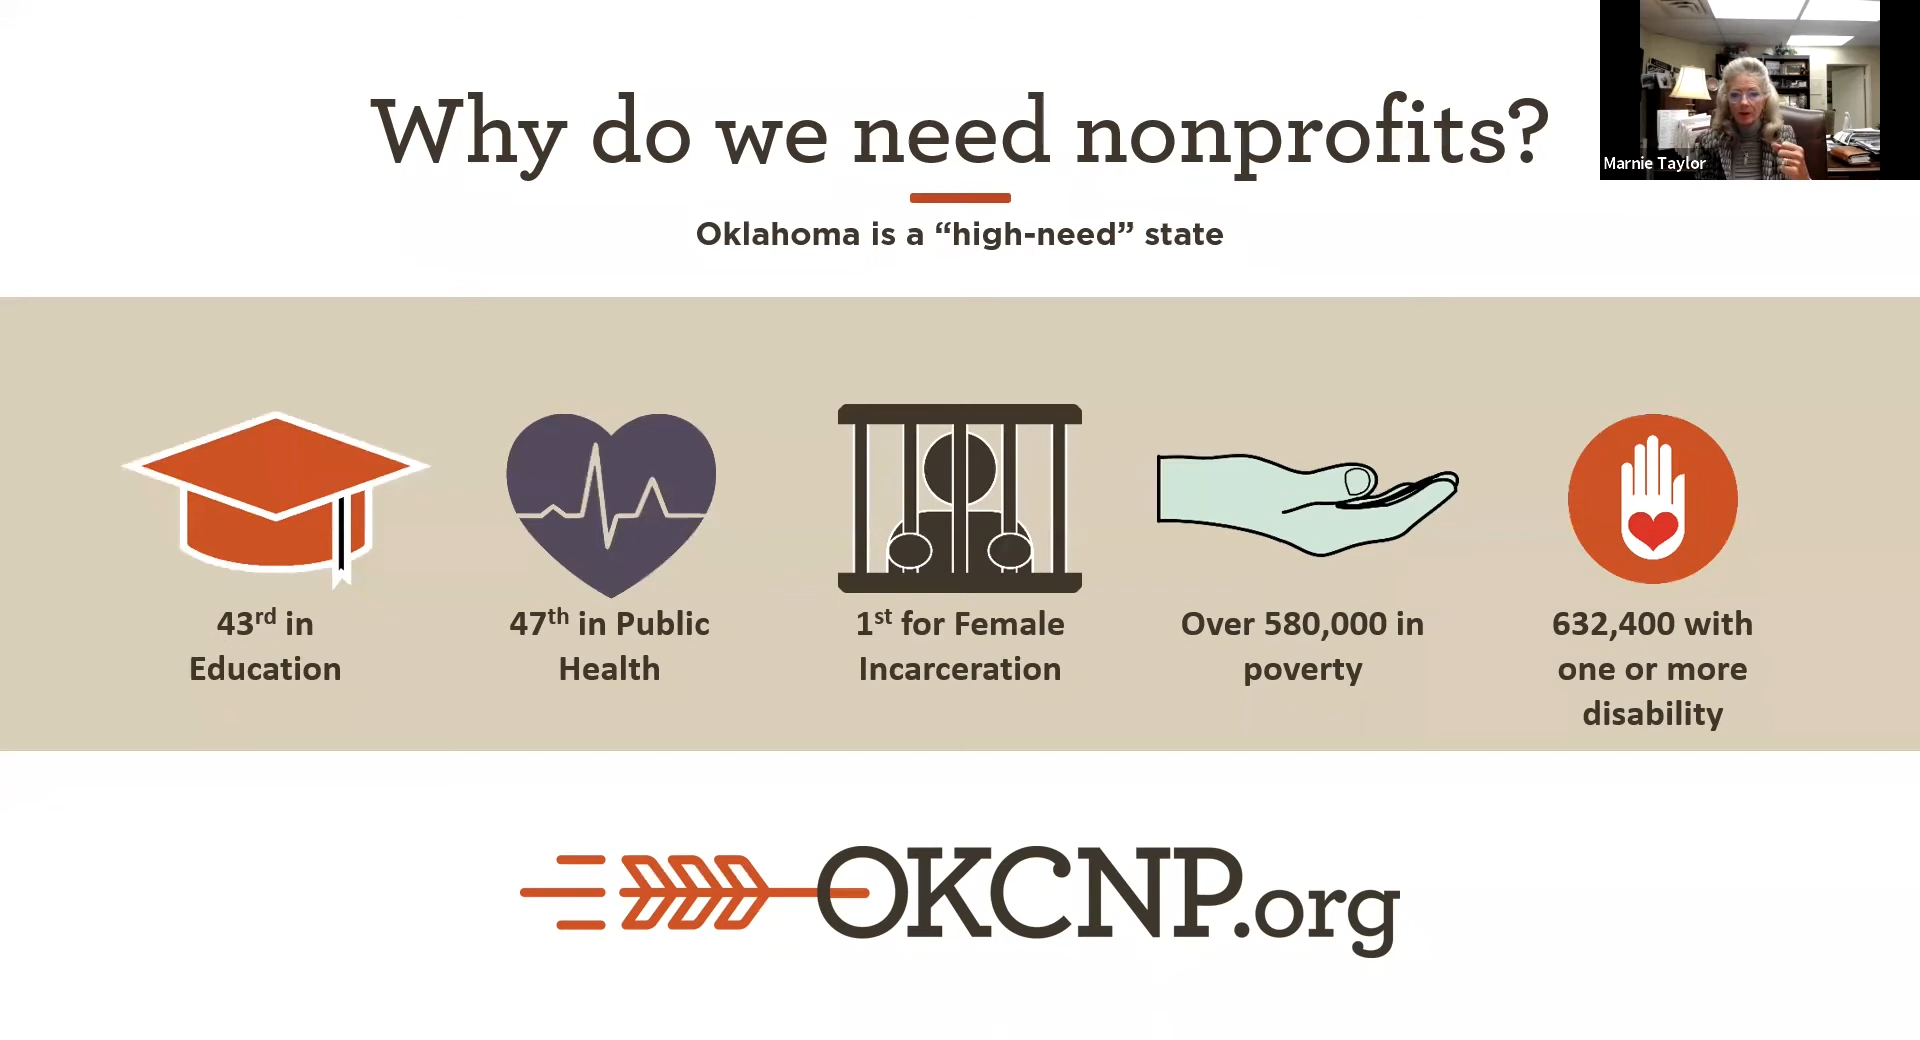 Why do we need nonprofits?
Marnie Taylor
Oklahoma is a “high-need” state
43rd in
Education
47th in Public
Health
1st for Female
Incarceration
Over 580,000 in
poverty
632,400 with
one or more
disability
OKCNP.org